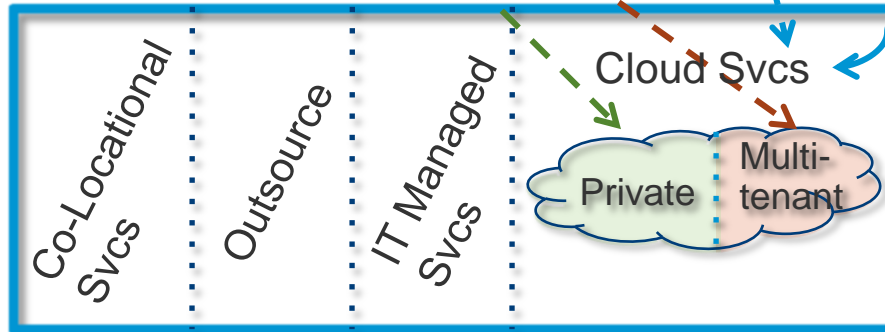 Co-Locational
Svcs
Outsource
IT Managed
Svcs
Cloud Svcs
Private
Multi-
tenant